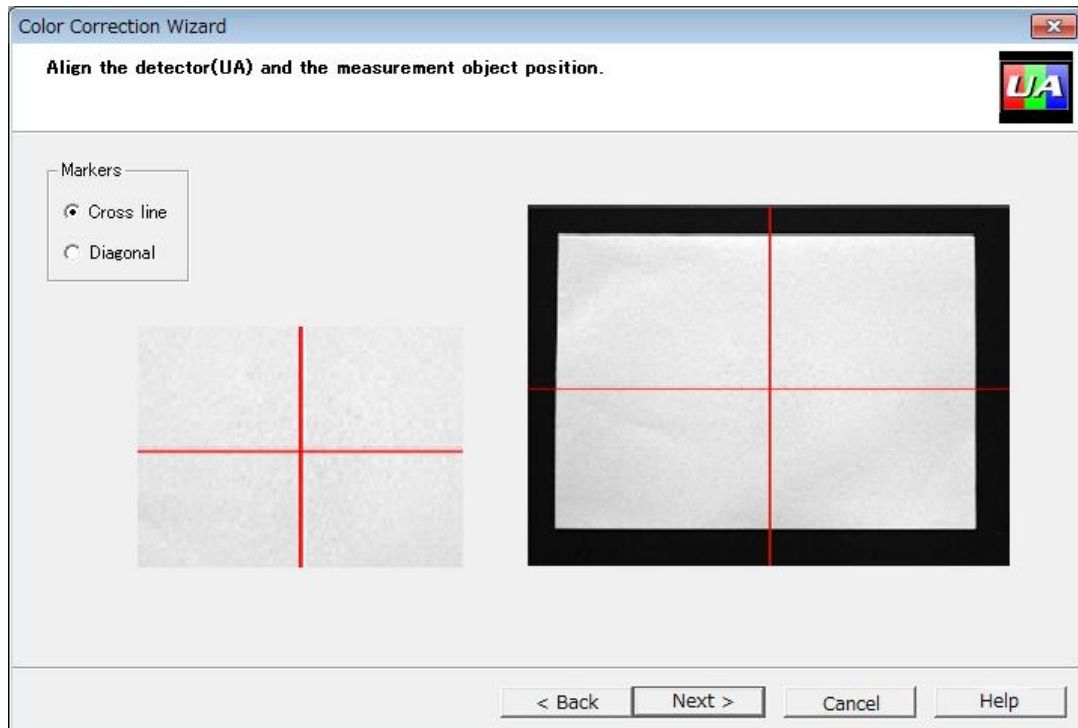 Color Correction Wizard
Align the detector(UA) and the measurement object position.
UA
Markers
Cross line
Diagonal
< Back
Next >
Cancel
Help